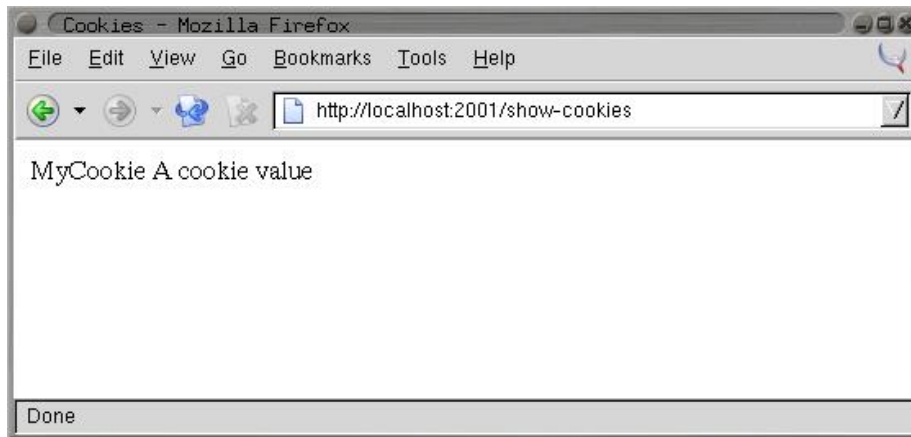 Cookies - Mozilla Firefox
File Edit View Go Bookmarks Tools Help
http://localhost:2001/show-cookies
MyCookie A cookie value
Done